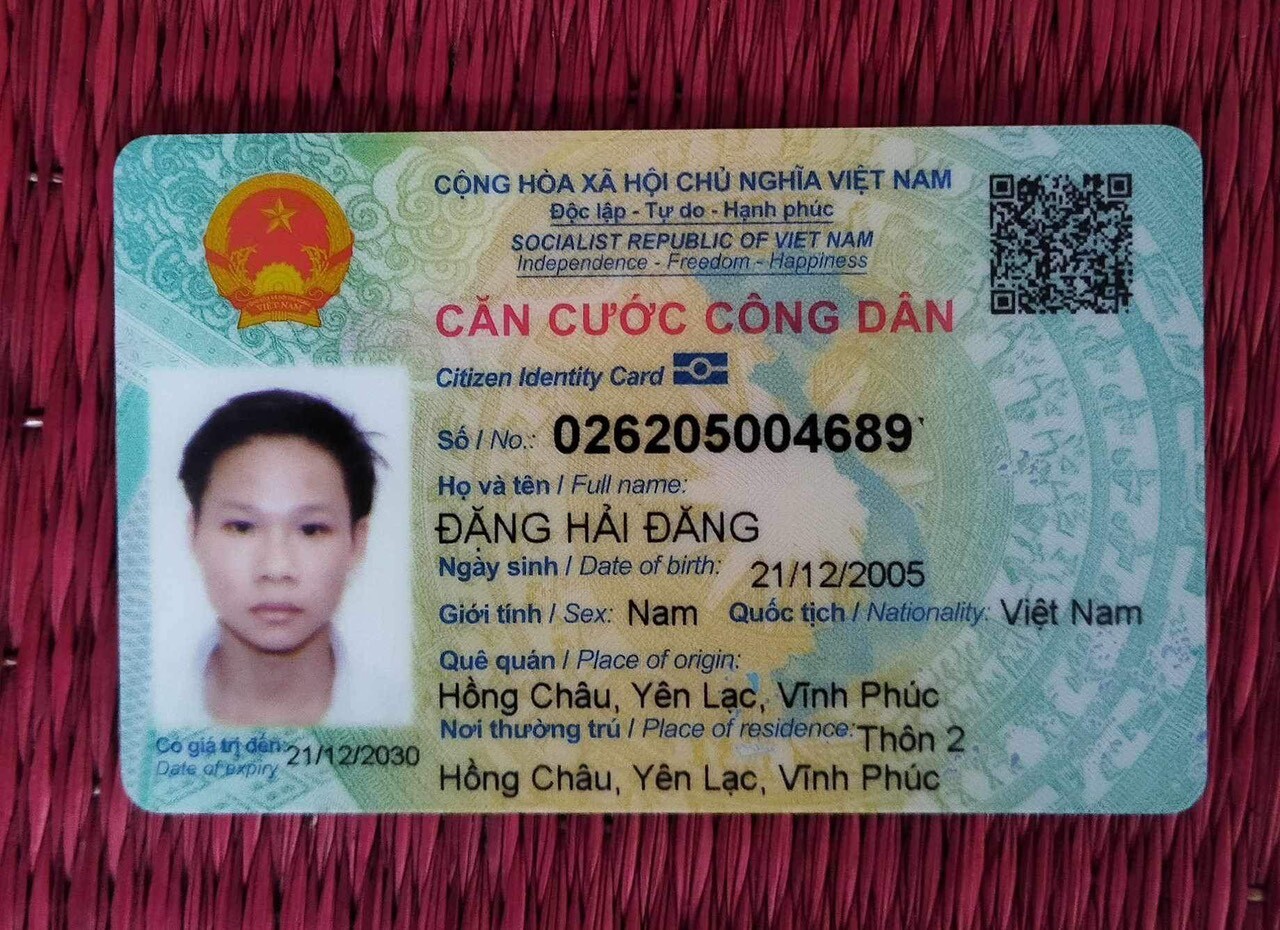 CỘNG HÒA XÃ HỘI CHỦ NGHĨA VIỆT NAM
Độc lập - Tự do - Hạnh phúc
SOCIALIST REPUBLIC OF VIET NAM
Independence - Freedom - Happiness
CĂN CƯỚC CÔNG DÂN
Citizen Identity Card
Số / No.: 026205004689
Họ và tên / Full name:
ĐẶNG HẢI ĐĂNG
Ngày sinh / Date of birth: 21/12/2005
Giới tính / Sex: Nam Quốc tịch / Nationality: Việt Nam
Quê quán / Place of origin:
Hồng Châu, Yên Lạc, Vĩnh Phúc
Nơi thường trú / Place of residence: Thôn 2
Hồng Châu, Yên Lạc, Vĩnh Phúc
Có giá trị đến: 21/12/2030
Date of expiry